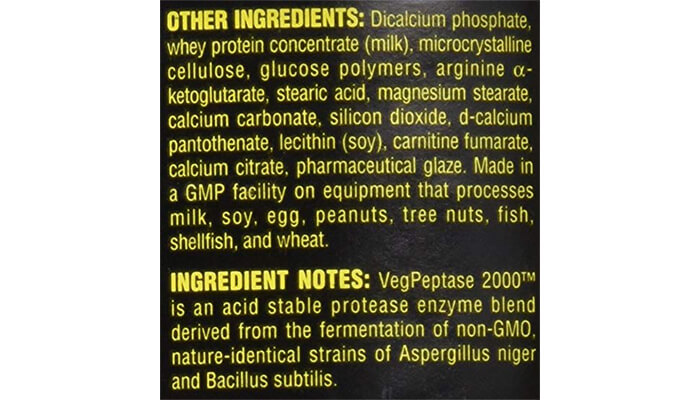 OTHER INGREDIENTS: Dicalcium phosphate,
whey protein concentrate (milk), microcrystalline
cellulose, glucose polymers, arginine α-
ketoglutarate, stearic acid, magnesium stearate,
calcium carbonate, silicon dioxide, d-calcium
pantothenate, lecithin (soy), carnitine fumarate,
calcium citrate, pharmaceutical glaze. Made in
a GMP facility on equipment that processes
milk, soy, egg, peanuts, tree nuts, fish,
shellfish, and wheat.
INGREDIENT NOTES: VegPeptase 2000™
is an acid stable protease enzyme blend
derived from the fermentation of non-GMO,
nature-identical strains of Aspergillus niger
and Bacillus subtilis.